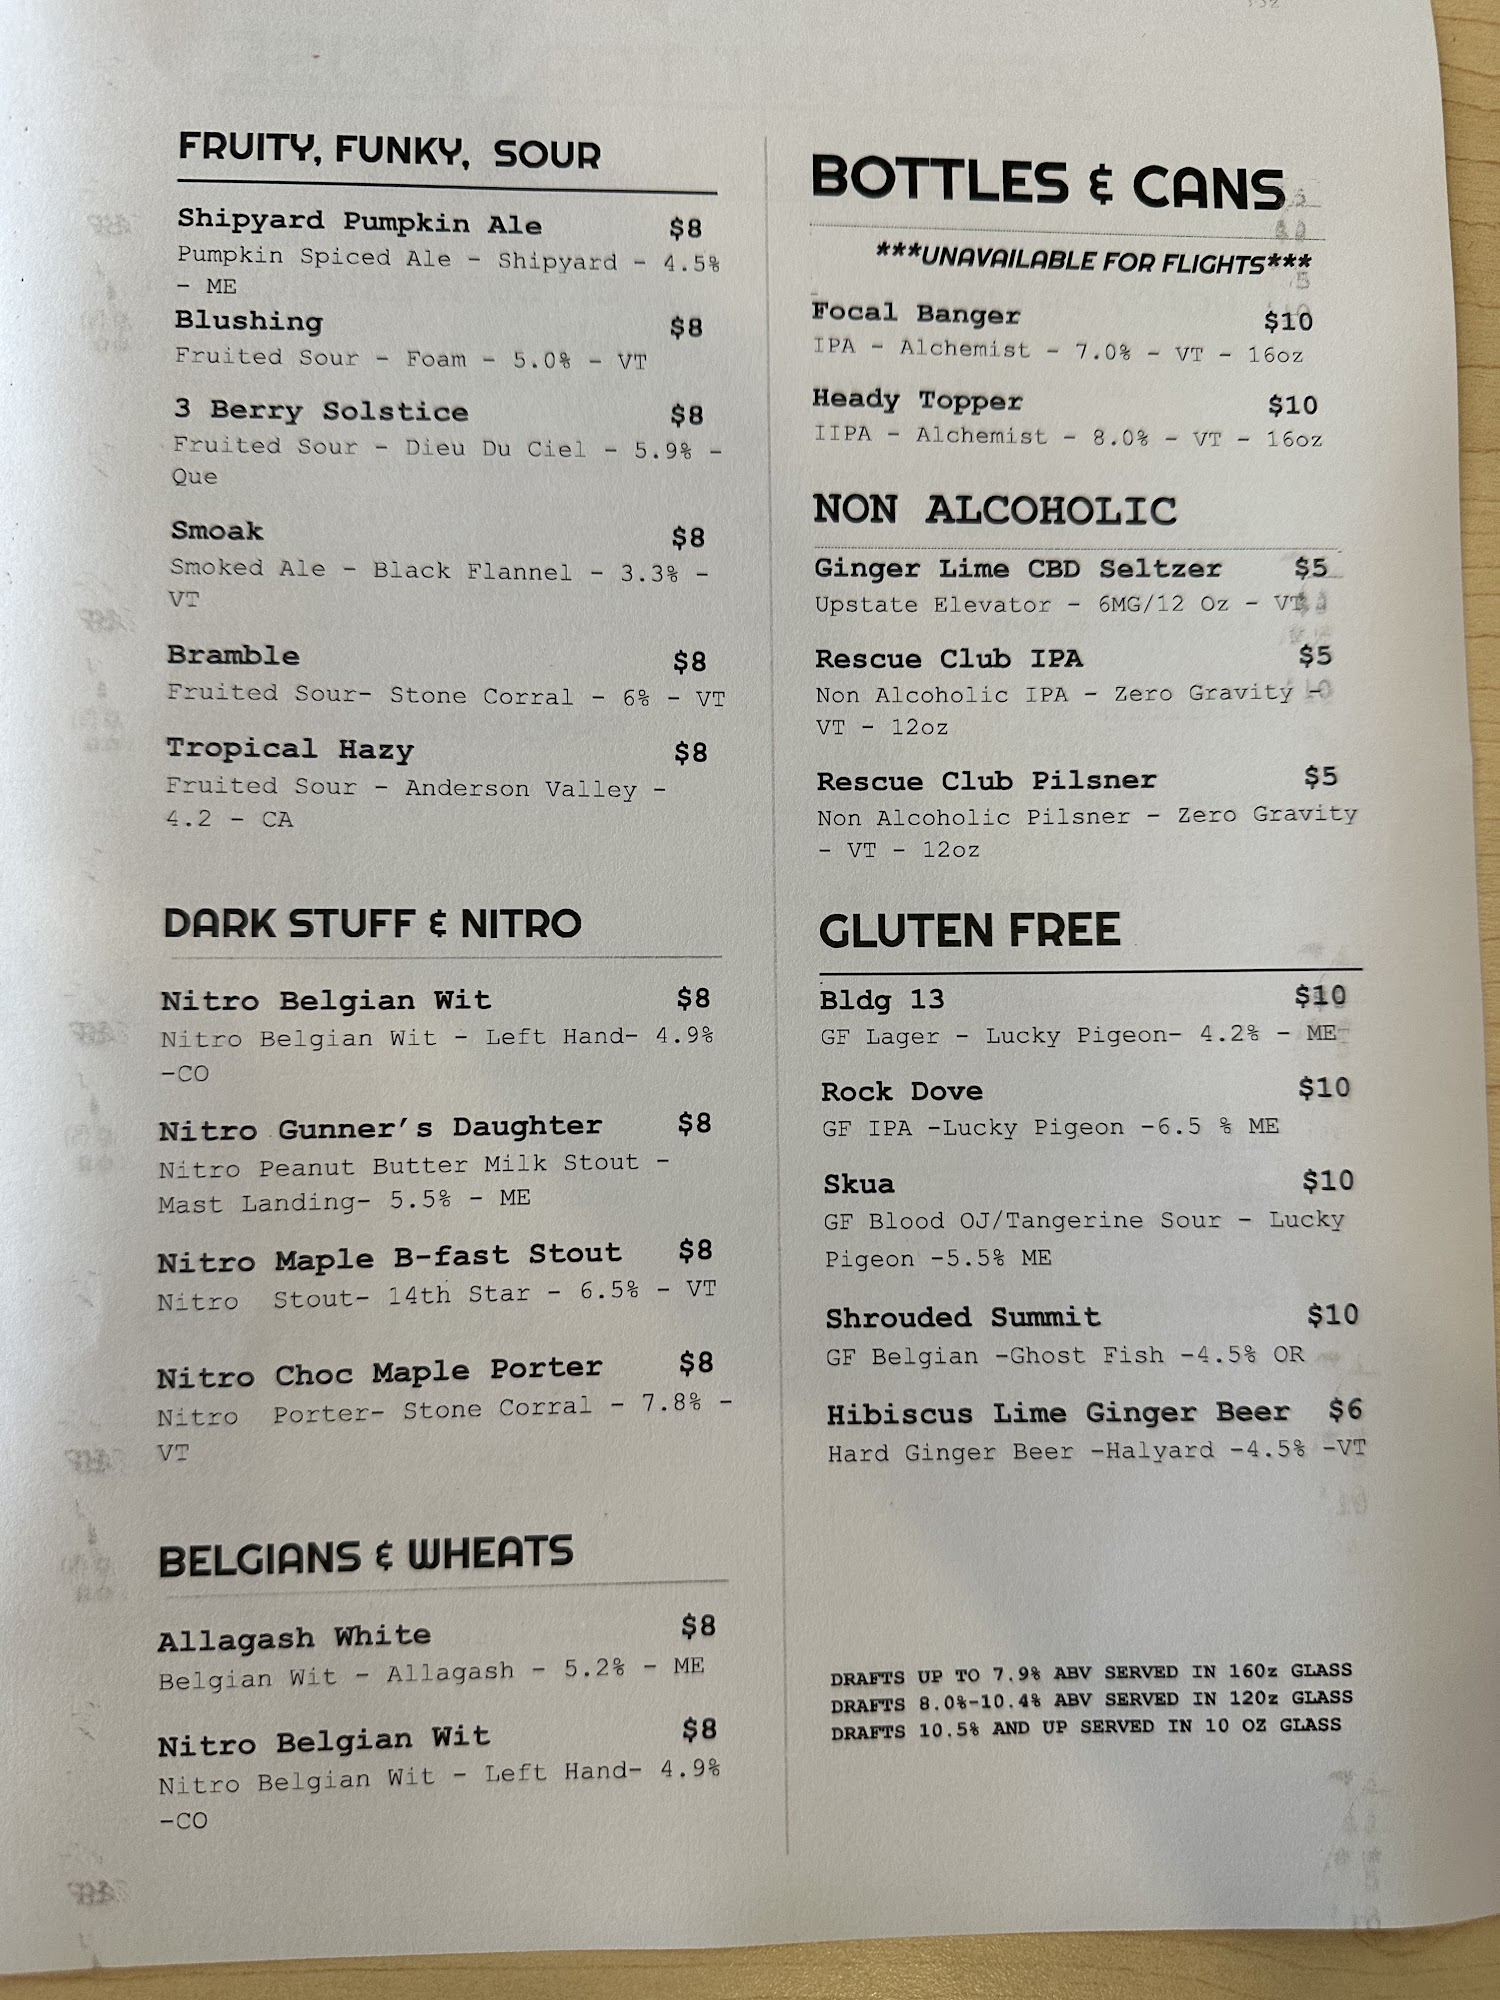 FRUITY, FUNKY, SOUR
Shipyard Pumpkin Ale $8
Pumpkin Spiced Ale - Shipyard - 4.5%
- ME
Blushing $8
Fruited Sour - Foam - 5.0% - VT
3 Berry Solstice $8
Fruited Sour - Dieu Du Ciel - 5.9% -
Que
Smoak $8
Smoked Ale - Black Flannel - 3.3% -
VT
Bramble $8
Fruited Sour- Stone Corral - 6% - VT
Tropical Hazy $8
Fruited Sour - Anderson Valley -
4.2 - CA
DARK STUFF & NITRO
Nitro Belgian Wit $8
Nitro Belgian Wit - Left Hand- 4.9%
-CO
Nitro Gunner's Daughter $8
Nitro Peanut Butter Milk Stout -
Mast Landing- 5.5% - ME
Nitro Maple B-fast Stout $8
Nitro Stout- 14th Star - 6.5% - VT
Nitro Choc Maple Porter $8
Nitro Porter- Stone Corral - 7.8% -
VT
BELGIANS & WHEATS
Allagash White $8
Belgian Wit - Allagash - 5.2% - ME
Nitro Belgian Wit $8
Nitro Belgian Wit - Left Hand- 4.9%
-CO
BOTTLES & CANS
***UNAVAILABLE FOR FLIGHTS***
Focal Banger $10
IPA - Alchemist - 7.0% - VT - 16oz
Heady Topper $10
IIPA - Alchemist - 8.0% - VT - 16oz
NON ALCOHOLIC
Ginger Lime CBD Seltzer $5
Upstate Elevator - 6MG/12 Oz - VT
Rescue Club IPA $5
Non Alcoholic IPA - Zero Gravity -
VT - 12oz
Rescue Club Pilsner $5
Non Alcoholic Pilsner - Zero Gravity
- VT - 12oz
GLUTEN FREE
Bldg 13 $10
GF Lager - Lucky Pigeon- 4.2% - ME
Rock Dove $10
GF IPA -Lucky Pigeon -6.5 % ME
Skua $10
GF Blood OJ/Tangerine Sour - Lucky
Pigeon -5.5% ME
Shrouded Summit $10
GF Belgian -Ghost Fish -4.5% OR
Hibiscus Lime Ginger Beer $6
Hard Ginger Beer -Halyard -4.5% -VT
DRAFTS UP TO 7.9% ABV SERVED IN 16Oz GLASS
DRAFTS 8.0%-10.4% ABV SERVED IN 12Oz GLASS
DRAFTS 10.5% AND UP SERVED IN 10 OZ GLASS